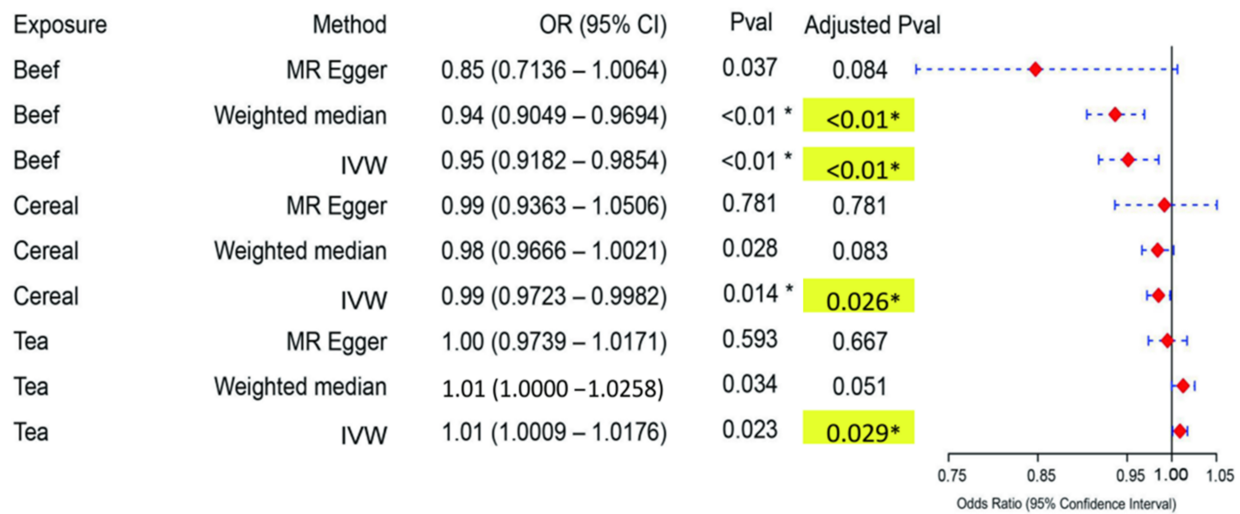 Exposure Method OR (95% CI) Pval Adjusted Pval
Beef MR Egger 0.85 (0.7136 – 1.0064) 0.037 0.084
Beef Weighted median 0.94 (0.9049 – 0.9694) <0.01 * <0.01*
Beef IVW 0.95 (0.9182 – 0.9854) <0.01 * <0.01*
Cereal MR Egger 0.99 (0.9363 – 1.0506) 0.781 0.781
Cereal Weighted median 0.98 (0.9666 – 1.0021) 0.028 0.083
Cereal IVW 0.99 (0.9723 – 0.9982) 0.014 * 0.026*
Tea MR Egger 1.00 (0.9739 – 1.0171) 0.593 0.667
Tea Weighted median 1.01 (1.0000 –1.0258) 0.034 0.051
Tea IVW 1.01 (1.0009 – 1.0176) 0.023 0.029*
0.75 0.85 0.95 1.00 1.05
Odds Ratio (95% Confidence Interval)